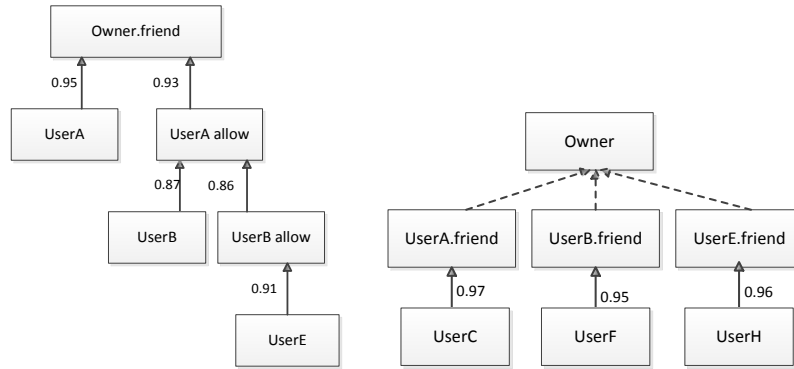 Owner.friend
0.95
0.93
UserA
UserA allow
0.87
0.86
UserB
UserB allow
0.91
UserE
Owner
UserA.friend
UserB.friend
UserE.friend
0.97
0.95
0.96
UserC
UserF
UserH